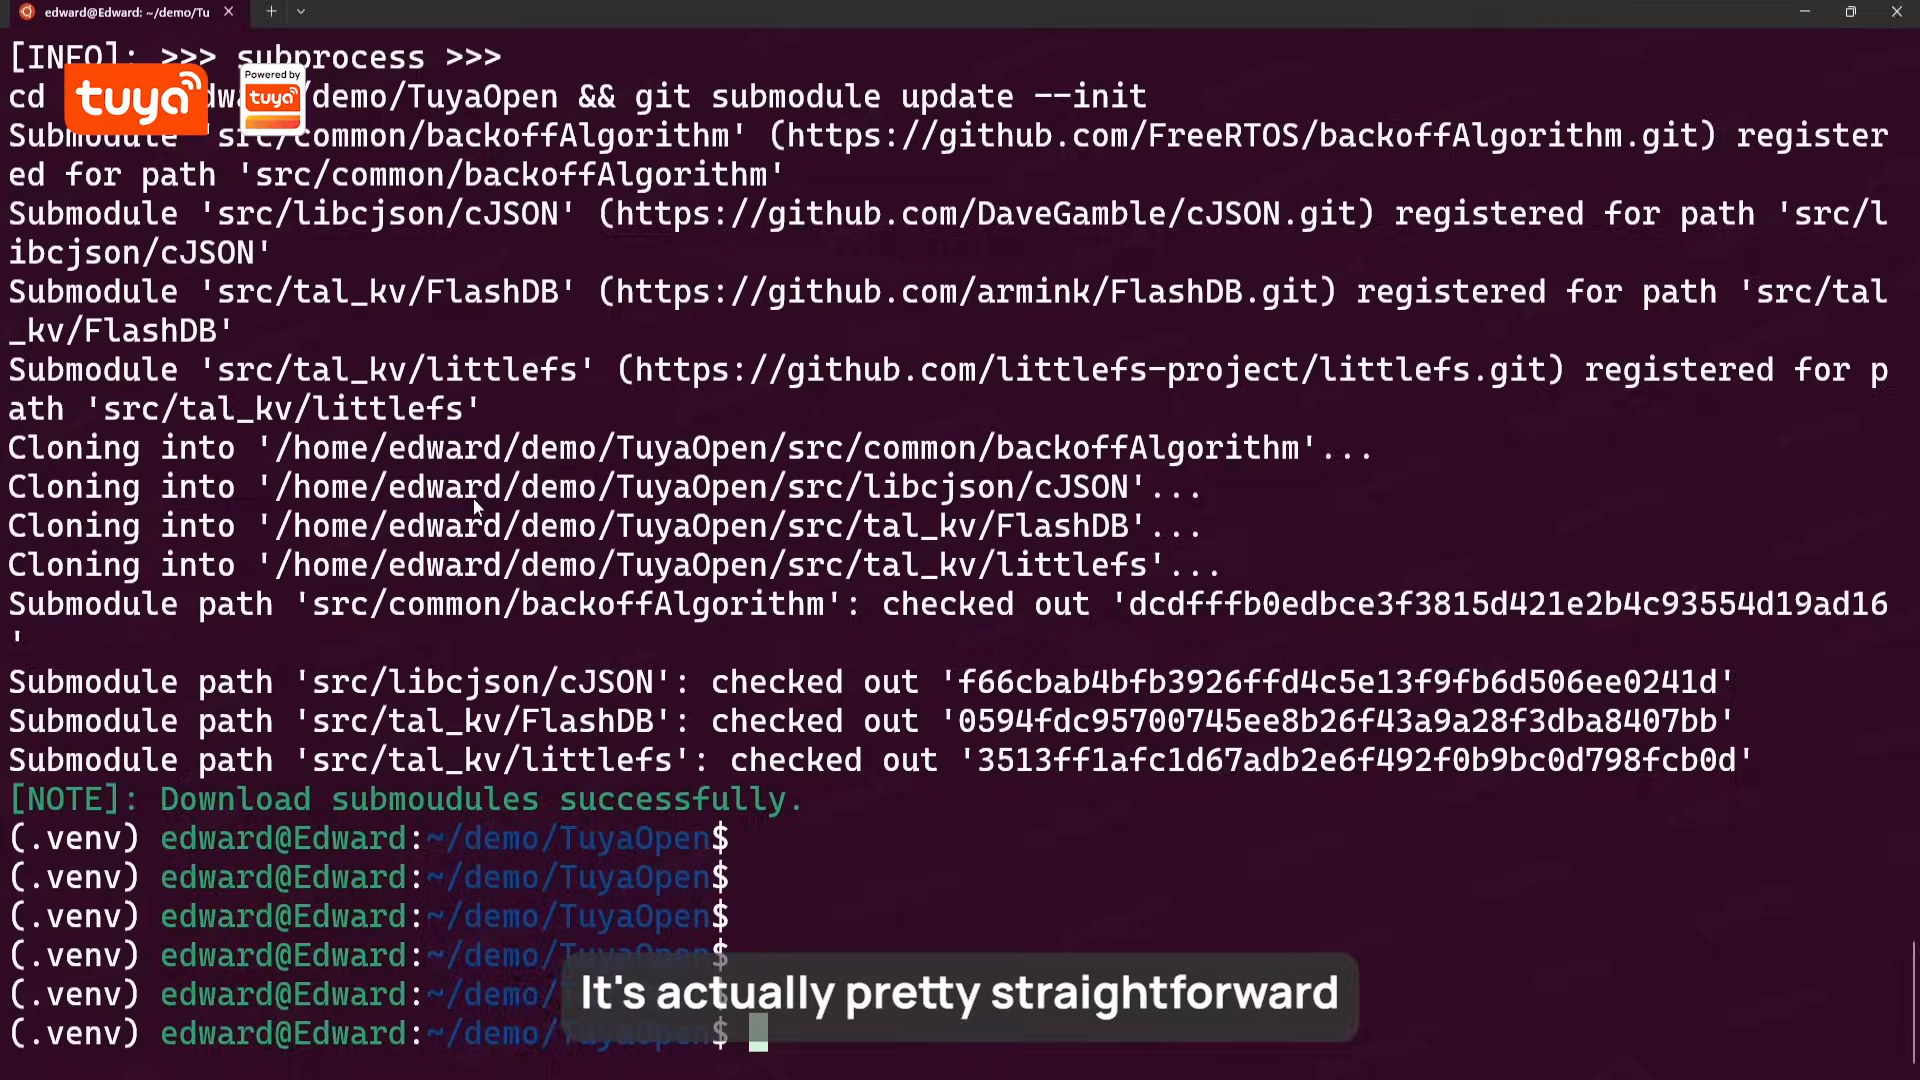 edward@Edward: ~/demo/Tu
[INFO]: >>> subprocess >>>
tuya
Powered by
tuya
cd dwa /demo/TuyaOpen && git submodule update --init
Submodule 'src/common/backoffAlgorithm' (https://github.com/FreeRTOS/backoffAlgorithm.git) register
ed for path 'src/common/backoffAlgorithm'
Submodule 'src/libcjson/cJSON' (https://github.com/DaveGamble/cJSON.git) registered for path 'src/l
ibcjson/cJSON'
Submodule 'src/tal_kv/FlashDB' (https://github.com/armink/FlashDB.git) registered for path 'src/tal
_kv/FlashDB'
Submodule 'src/tal_kv/littlefs' (https://github.com/littlefs-project/littlefs.git) registered for p
ath 'src/tal_kv/littlefs'
Cloning into '/home/edward/demo/TuyaOpen/src/common/backoffAlgorithm'...
Cloning into '/home/edward/demo/TuyaOpen/src/libcjson/cJSON'...
Cloning into '/home/edward/demo/TuyaOpen/src/tal_kv/FlashDB'...
Cloning into '/home/edward/demo/TuyaOpen/src/tal_kv/littlefs'...
Submodule path 'src/common/backoffAlgorithm': checked out 'dcdfffb0edbce3f3815d421e2b4c93554d19ad16
'
Submodule path 'src/libcjson/cJSON': checked out 'f66cbab4bfb3926ffd4c5e13f9fb6d506ee0241d'
Submodule path 'src/tal_kv/FlashDB': checked out '0594fdc95700745ee8b26f43a9a28f3dba8407bb'
Submodule path 'src/tal_kv/littlefs': checked out '3513ff1afc1d67adb2e6f492f0b9bc0d798fcb0d'
[NOTE]: Download submoudules successfully.
(.venv) edward@Edward:~/demo/TuyaOpen$
(.venv) edward@Edward:~/demo/TuyaOpen$
(.venv) edward@Edward:~/demo/TuyaOpen$
(.venv) edward@Edward:~/demo/TuyaOpen$
(.venv) edward@Edward:~/demo/TuyaOpen$
(.venv) edward@Edward:~/demo/TuyaOpen$
It's actually pretty straightforward